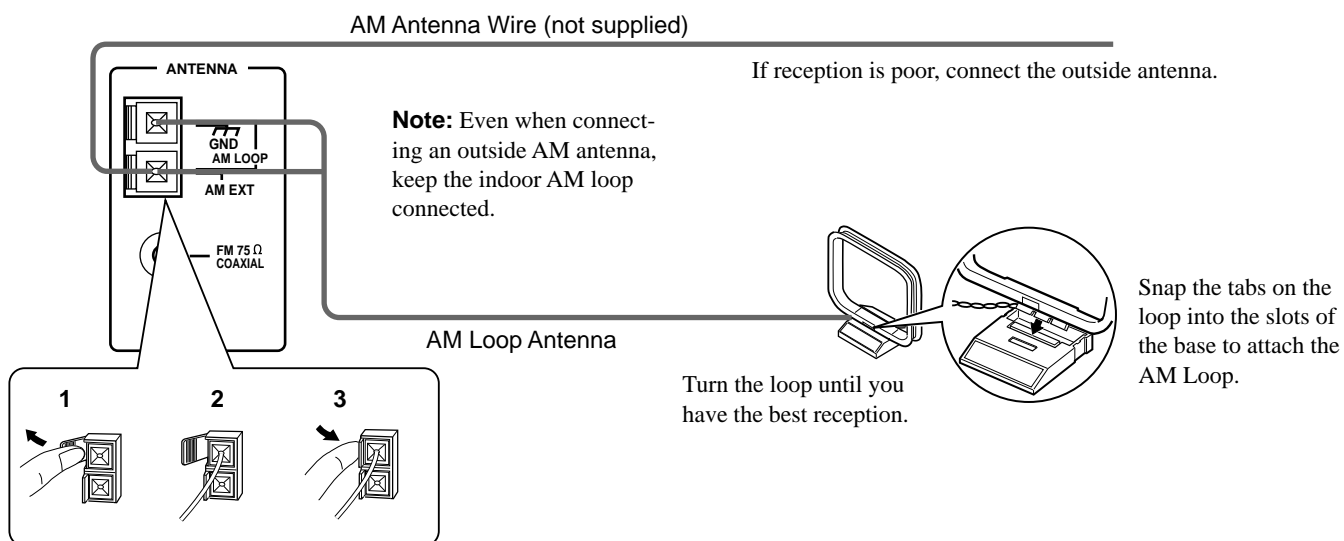 AM Antenna Wire (not supplied)
If reception is poor, connect the outside antenna.
ANTENNA
GND
AM LOOP
AM EXT
FM 75 Ω
COAXIAL
Note: Even when connect-
ing an outside AM antenna,
keep the indoor AM loop
connected.
AM Loop Antenna
Turn the loop until you
have the best reception.
Snap the tabs on the
loop into the slots of
the base to attach the
AM Loop.
1 2 3